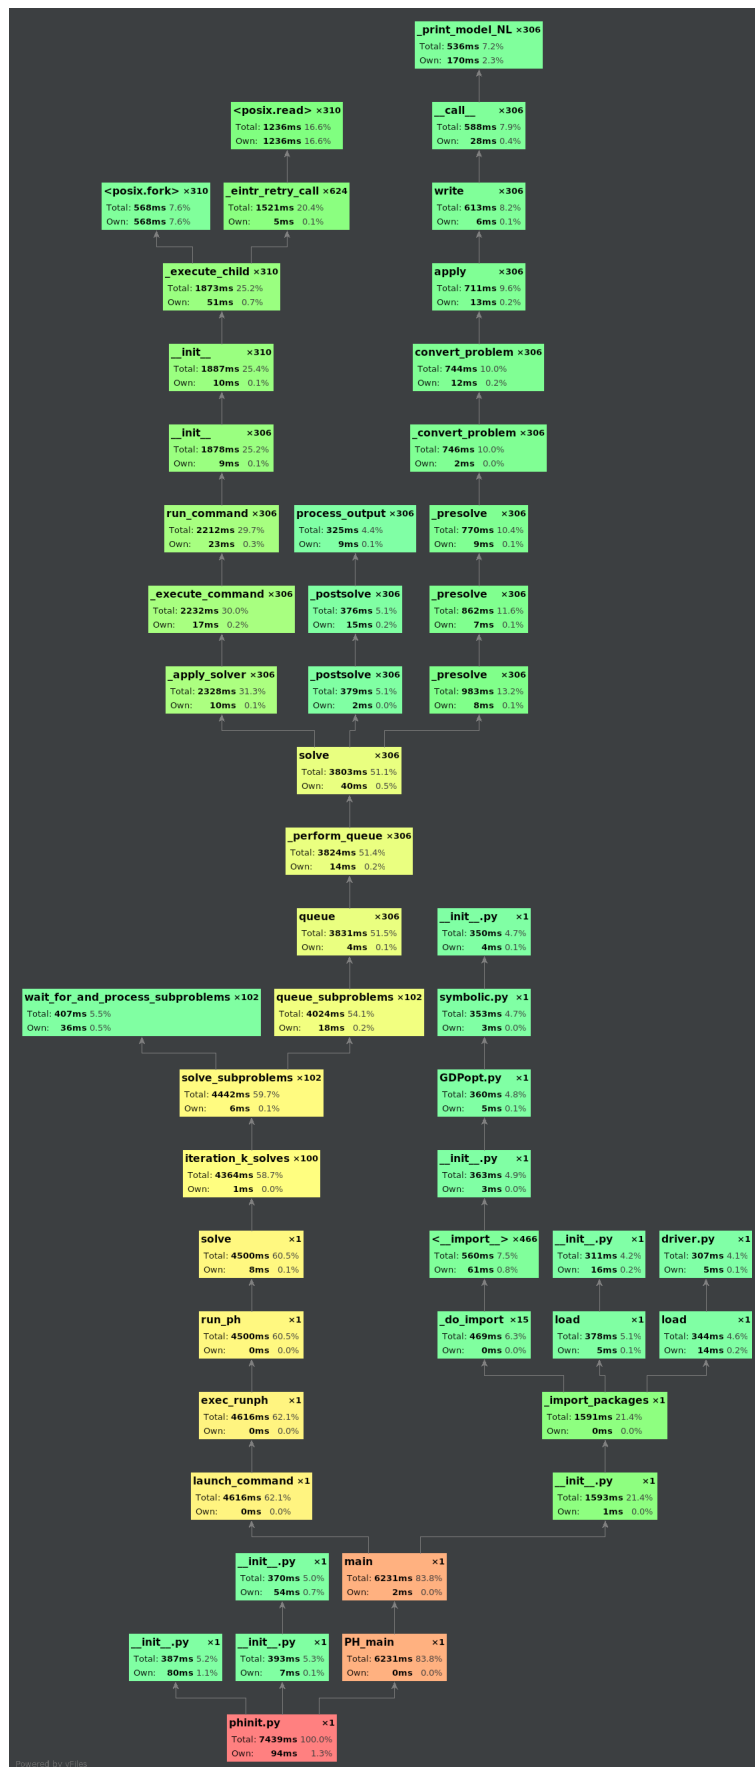 _print_model_NL ×306
Total: 536ms 7.2%
Own: 170ms 2.3%
<posix.read> ×310
Total: 1236ms 16.6%
Own: 1236ms 16.6%
__call__ ×306
Total: 588ms 7.9%
Own: 28ms 0.4%
<posix.fork> ×310
Total: 568ms 7.6%
Own: 568ms 7.6%
_eintr_retry_call ×624
Total: 1521ms 20.4%
Own: 5ms 0.1%
write ×306
Total: 613ms 8.2%
Own: 6ms 0.1%
_execute_child ×310
Total: 1873ms 25.2%
Own: 51ms 0.7%
apply ×306
Total: 711ms 9.6%
Own: 13ms 0.2%
__init__ ×310
Total: 1887ms 25.4%
Own: 10ms 0.1%
convert_problem ×306
Total: 744ms 10.0%
Own: 12ms 0.2%
__init__ ×306
Total: 1878ms 25.2%
Own: 9ms 0.1%
_convert_problem ×306
Total: 746ms 10.0%
Own: 2ms 0.0%
run_command ×306
Total: 2212ms 29.7%
Own: 23ms 0.3%
process_output ×306
Total: 325ms 4.4%
Own: 9ms 0.1%
_presolve ×306
Total: 770ms 10.4%
Own: 9ms 0.1%
_execute_command ×306
Total: 2232ms 30.0%
Own: 17ms 0.2%
_postsolve ×306
Total: 376ms 5.1%
Own: 15ms 0.2%
_presolve ×306
Total: 862ms 11.6%
Own: 7ms 0.1%
_apply_solver ×306
Total: 2328ms 31.3%
Own: 10ms 0.1%
_postsolve ×306
Total: 379ms 5.1%
Own: 2ms 0.0%
_presolve ×306
Total: 983ms 13.2%
Own: 8ms 0.1%
solve ×306
Total: 3803ms 51.1%
Own: 40ms 0.5%
_perform_queue ×306
Total: 3824ms 51.4%
Own: 14ms 0.2%
queue ×306
Total: 3831ms 51.5%
Own: 4ms 0.1%
__init__.py ×1
Total: 350ms 4.7%
Own: 4ms 0.1%
wait_for_and_process_subproblems ×102
Total: 407ms 5.5%
Own: 36ms 0.5%
queue_subproblems ×102
Total: 4024ms 54.1%
Own: 18ms 0.2%
symbolic.py ×1
Total: 353ms 4.7%
Own: 3ms 0.0%
solve_subproblems ×102
Total: 4442ms 59.7%
Own: 6ms 0.1%
GDPopt.py ×1
Total: 360ms 4.8%
Own: 5ms 0.1%
iteration_k_solves ×100
Total: 4364ms 58.7%
Own: 1ms 0.0%
__init__.py ×1
Total: 363ms 4.9%
Own: 3ms 0.0%
solve ×1
Total: 4500ms 60.5%
Own: 8ms 0.1%
<__import__> ×466
Total: 560ms 7.5%
Own: 61ms 0.8%
__init__.py ×1
Total: 311ms 4.2%
Own: 16ms 0.2%
driver.py ×1
Total: 307ms 4.1%
Own: 5ms 0.1%
run_ph ×1
Total: 4500ms 60.5%
Own: 0ms 0.0%
_do_import ×15
Total: 469ms 6.3%
Own: 0ms 0.0%
load ×1
Total: 378ms 5.1%
Own: 5ms 0.1%
load ×1
Total: 344ms 4.6%
Own: 14ms 0.2%
exec_runph ×1
Total: 4616ms 62.1%
Own: 0ms 0.0%
_import_packages ×1
Total: 1591ms 21.4%
Own: 0ms 0.0%
launch_command ×1
Total: 4616ms 62.1%
Own: 0ms 0.0%
__init__.py ×1
Total: 1593ms 21.4%
Own: 1ms 0.0%
__init__.py ×1
Total: 370ms 5.0%
Own: 54ms 0.7%
main ×1
Total: 6231ms 83.8%
Own: 2ms 0.0%
__init__.py ×1
Total: 387ms 5.2%
Own: 80ms 1.1%
__init__.py ×1
Total: 393ms 5.3%
Own: 7ms 0.1%
PH_main ×1
Total: 6231ms 83.8%
Own: 0ms 0.0%
phinit.py ×1
Total: 7439ms 100.0%
Own: 94ms 1.3%
Powered by yFiles